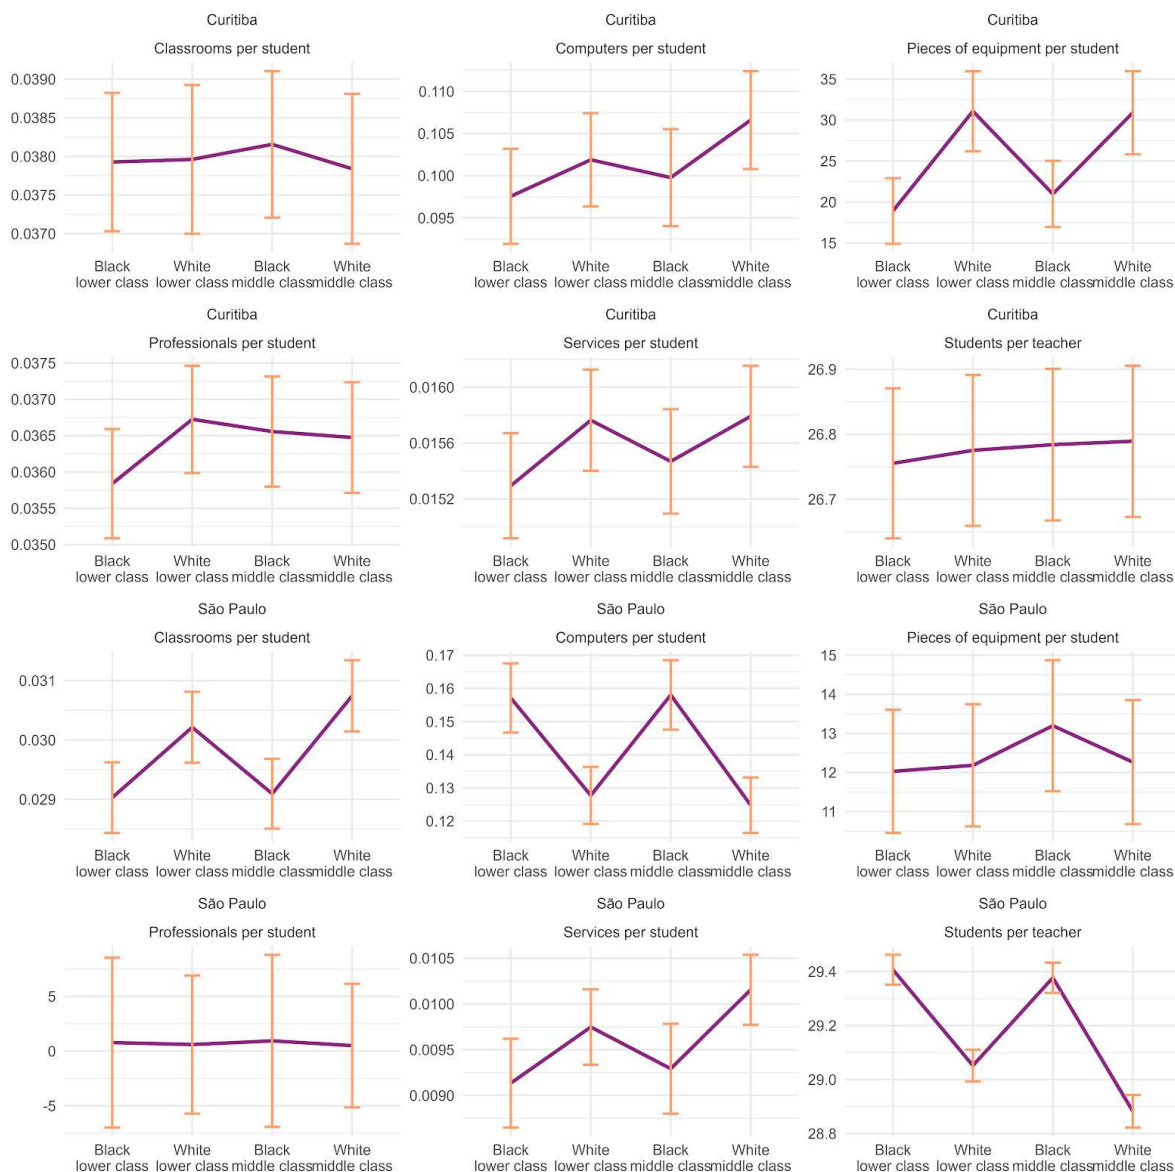 Curitiba
Classrooms per student
0.0390
0.0385
0.0380
0.0375
0.0370
Black White Black White
lower class lower class middle class middle class
Curitiba
Computers per student
0.110
0.105
0.100
0.095
Black White Black White
lower class lower class middle class middle class
Curitiba
Pieces of equipment per student
35
30
25
20
15
Black White Black White
lower class lower class middle class middle class
Curitiba
Professionals per student
0.0375
0.0370
0.0365
0.0360
0.0355
0.0350
Black White Black White
lower class lower class middle class middle class
Curitiba
Services per student
0.0160
0.0156
0.0152
Black White Black White
lower class lower class middle class middle class
Curitiba
Students per teacher
26.9
26.8
26.7
Black White Black White
lower class lower class middle class middle class
São Paulo
Classrooms per student
0.031
0.030
0.029
Black White Black White
lower class lower class middle class middle class
São Paulo
Computers per student
0.17
0.16
0.15
0.14
0.13
0.12
Black White Black White
lower class lower class middle class middle class
São Paulo
Pieces of equipment per student
15
14
13
12
11
Black White Black White
lower class lower class middle class middle class
São Paulo
Professionals per student
5
0
-5
Black White Black White
lower class lower class middle class middle class
São Paulo
Services per student
0.0105
0.0100
0.0095
0.0090
Black White Black White
lower class lower class middle class middle class
São Paulo
Students per teacher
29.4
29.2
29.0
28.8
Black White Black White
lower class lower class middle class middle class